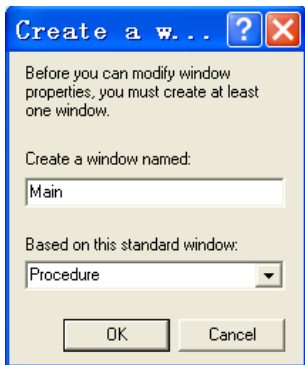 Create a w...
Before you can modify window
properties, you must create at least
one window.
Create a window named:
Main
Based on this standard window:
Procedure
OK
Cancel